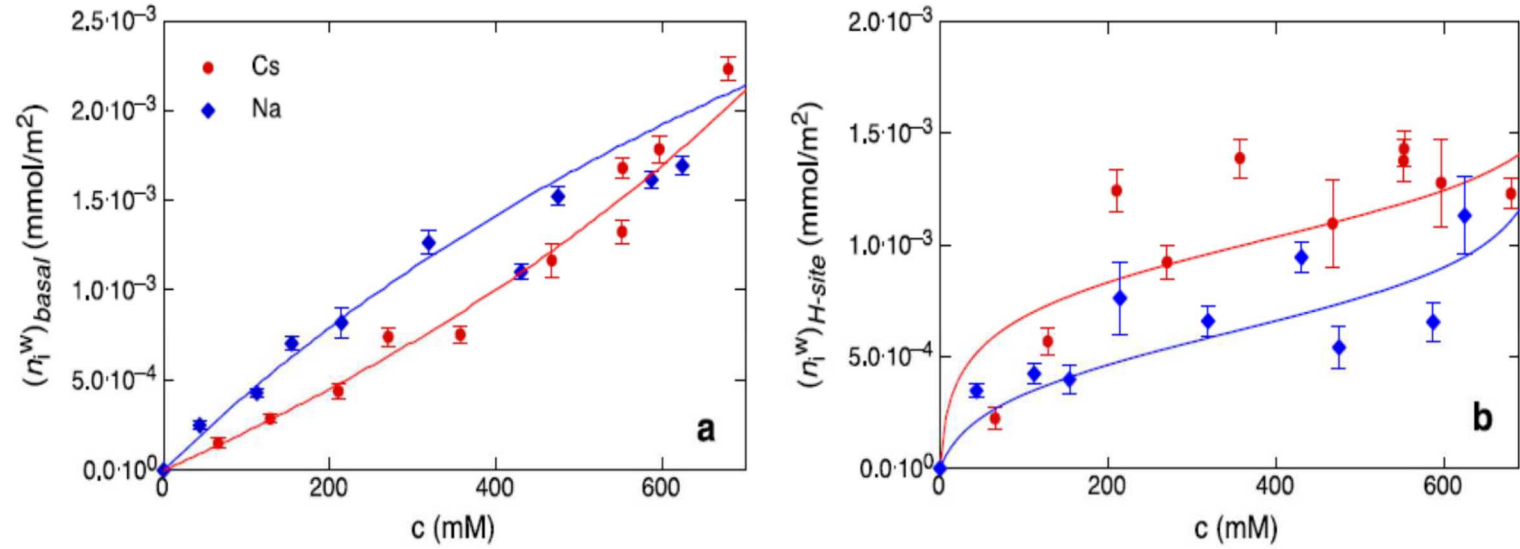 2.5·10⁻³
2.0·10⁻³
1.5·10⁻³
1.0·10⁻³
5.0·10⁻⁴
0.0·10⁰
(nᵢʷ)basal (mmol/m²)
Cs
Na
a
0
200
400
600
c (mM)
2.0·10⁻³
1.5·10⁻³
1.0·10⁻³
5.0·10⁻⁴
0.0·10⁰
(nᵢʷ)H-site (mmol/m²)
b
0
200
400
600
c (mM)